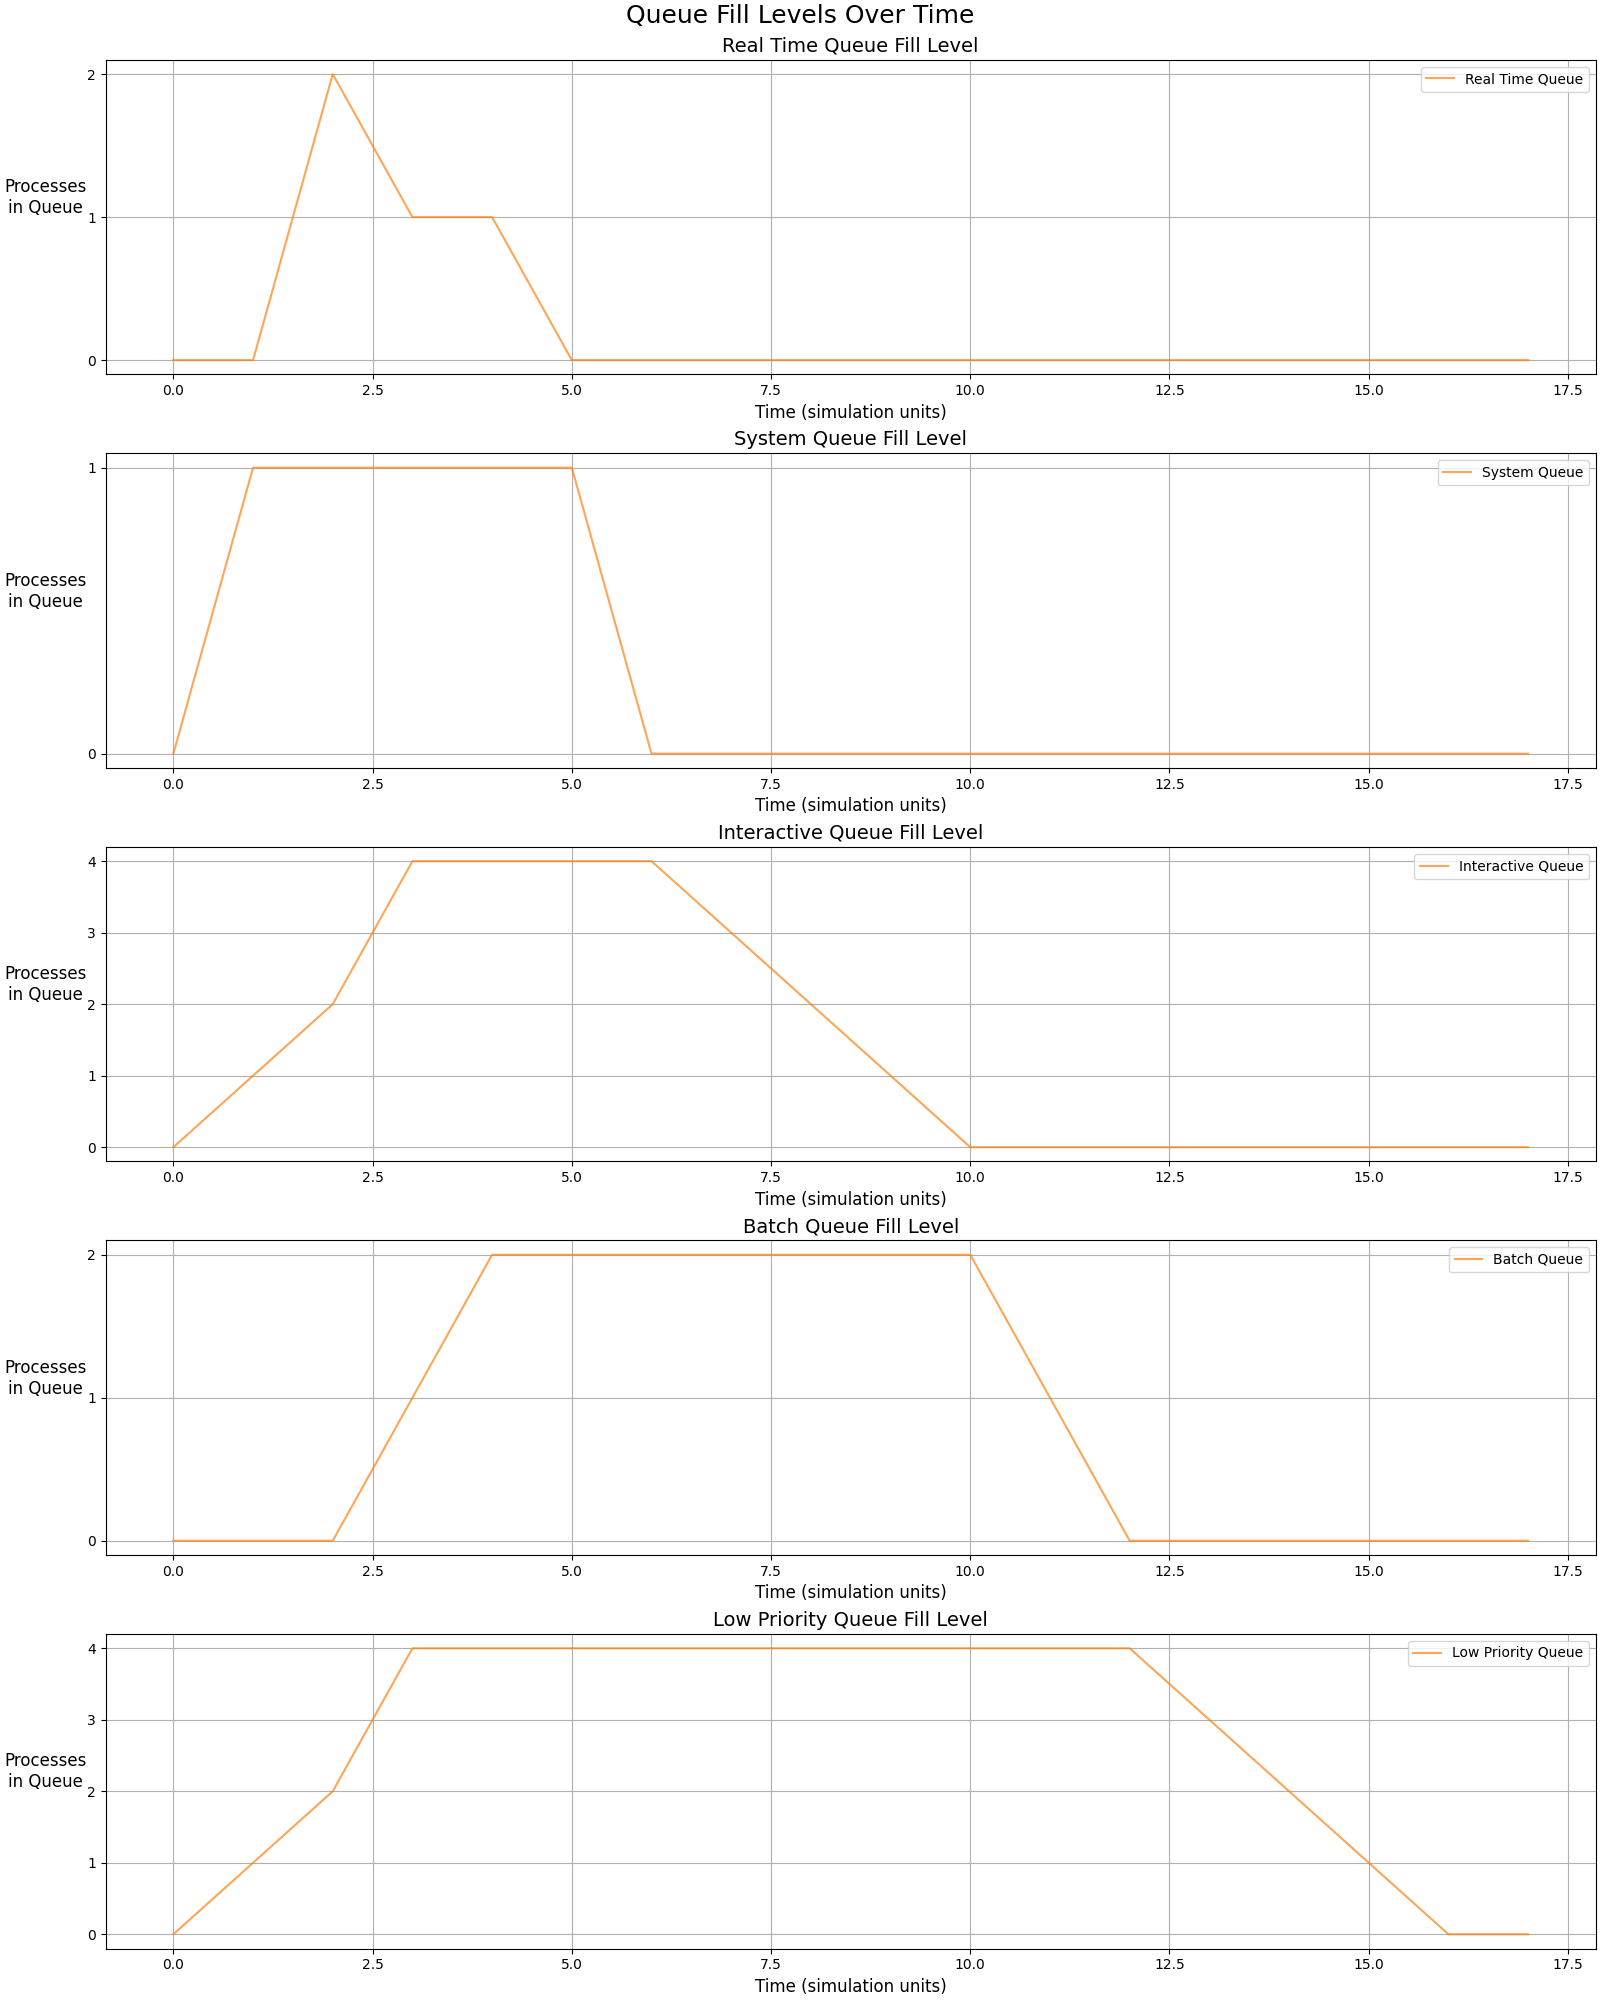 Queue Fill Levels Over Time
Real Time Queue Fill Level
Real Time Queue
Processes
in Queue
2
1
0
0.0 2.5 5.0 7.5 10.0 12.5 15.0 17.5
Time (simulation units)
System Queue Fill Level
System Queue
Processes
in Queue
1
0
0.0 2.5 5.0 7.5 10.0 12.5 15.0 17.5
Time (simulation units)
Interactive Queue Fill Level
Interactive Queue
Processes
in Queue
4
3
2
1
0
0.0 2.5 5.0 7.5 10.0 12.5 15.0 17.5
Time (simulation units)
Batch Queue Fill Level
Batch Queue
Processes
in Queue
2
1
0
0.0 2.5 5.0 7.5 10.0 12.5 15.0 17.5
Time (simulation units)
Low Priority Queue Fill Level
Low Priority Queue
Processes
in Queue
4
3
2
1
0
0.0 2.5 5.0 7.5 10.0 12.5 15.0 17.5
Time (simulation units)